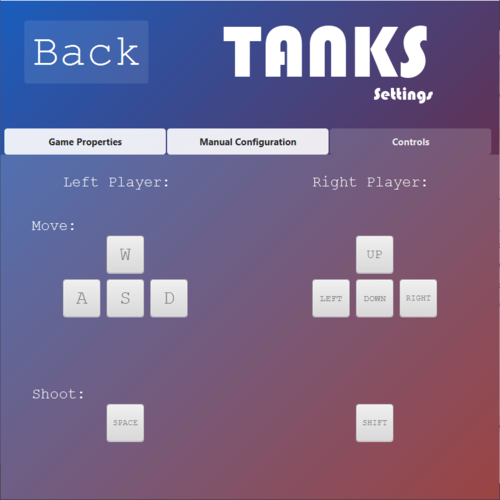 Back
TANKS
Settings
Game Properties
Manual Configuration
Controls
Left Player:
Right Player:
Move:
W
UP
A S D
LEFT DOWN RIGHT
Shoot:
SPACE
SHIFT